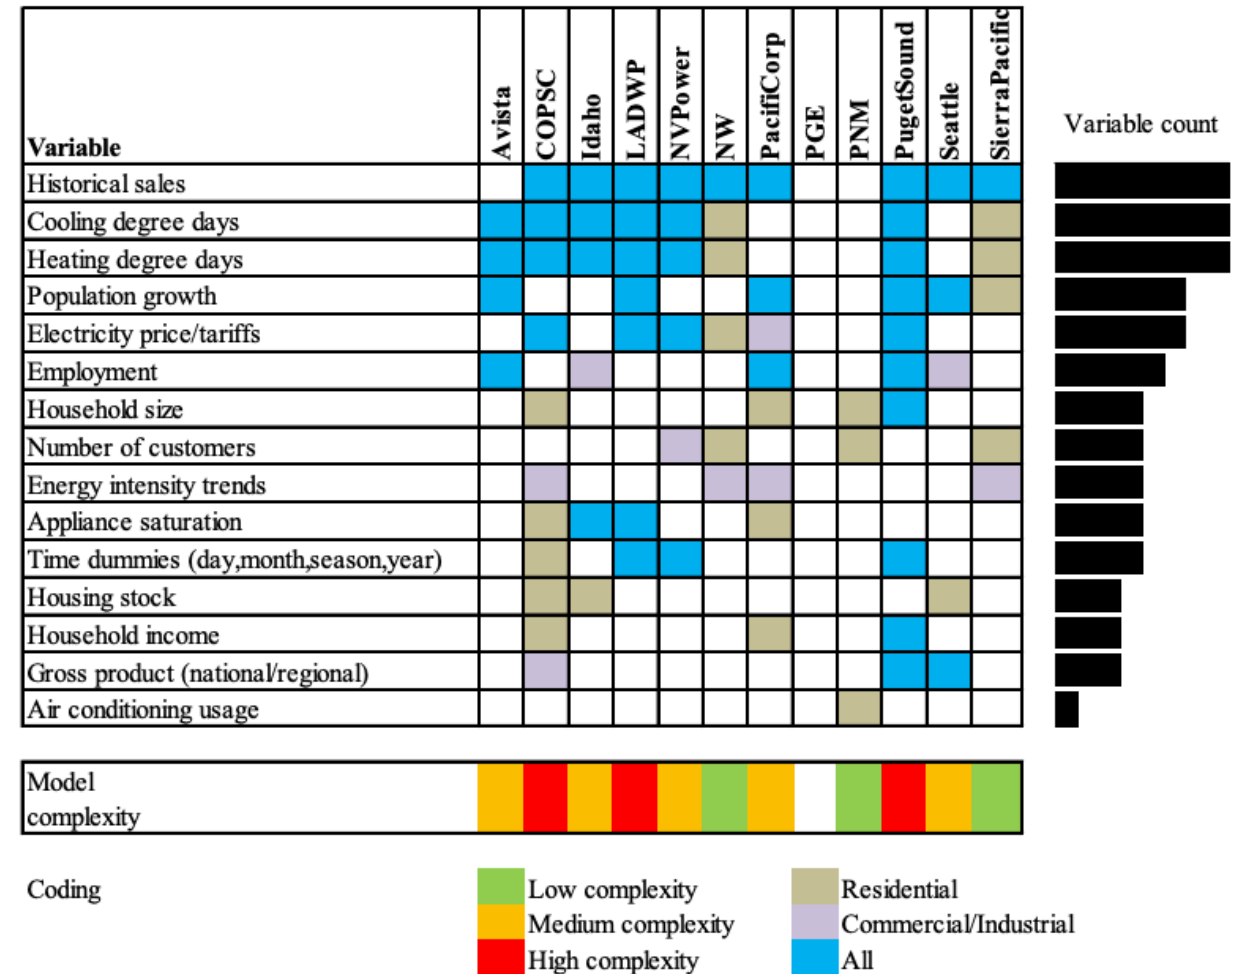 Variable
Avista
COPSC
Idaho
LADWP
NVPower
NW
PacifiCorp
PGE
PNM
PugetSound
Seattle
SierraPacific
Variable count
Historical sales
Cooling degree days
Heating degree days
Population growth
Electricity price/tariffs
Employment
Household size
Number of customers
Energy intensity trends
Appliance saturation
Time dummies (day,month,season,year)
Housing stock
Household income
Gross product (national/regional)
Air conditioning usage
Model
complexity
Coding
Low complexity
Residential
Medium complexity
Commercial/Industrial
High complexity
All